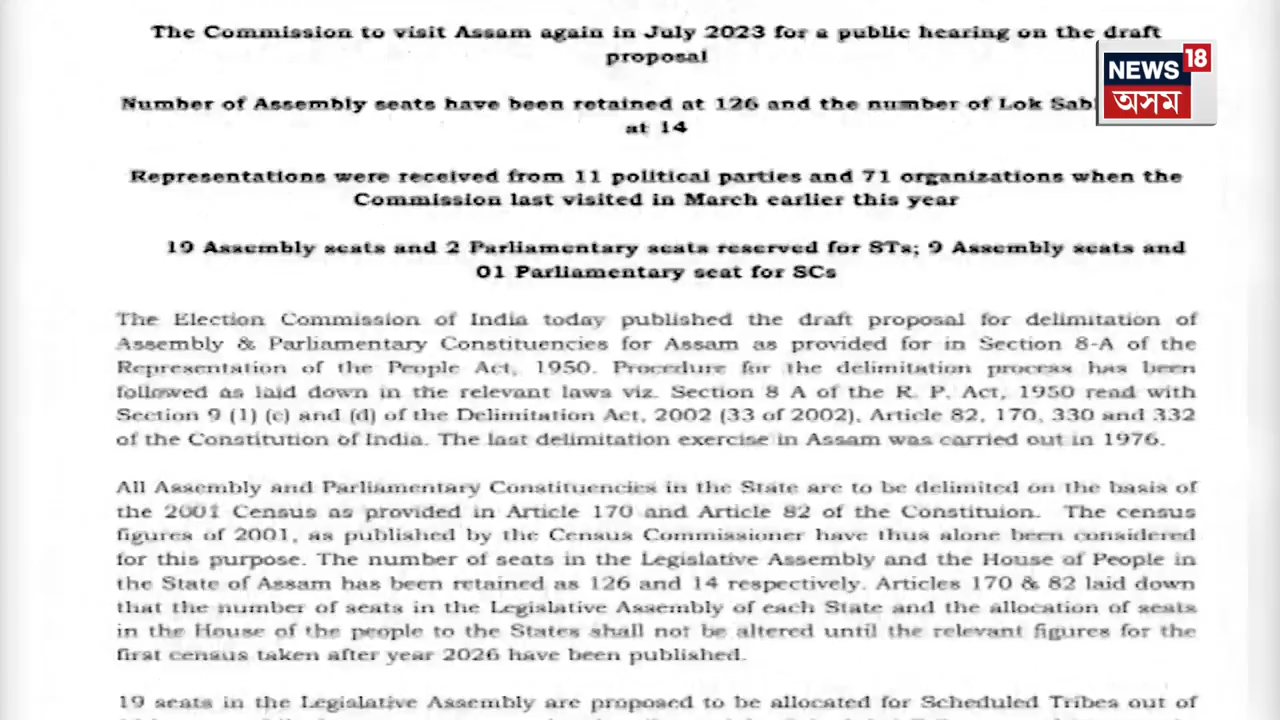 The Commission to visit Assam again in July 2023 for a public hearing on the draft
proposal
NEWS 18
অসম
Number of Assembly seats have been retained at 126 and the number of Lok
at 14
Representations were received from 11 political parties and 71 organizations when the
Commission last visited in March earlier this year
19 Assembly seats and 2 Parliamentary seats reserved for STs; 9 Assembly seats and
01 Parliamentary seat for SCs
The Election Commission of India today published the draft proposal for delimitation of
Assembly & Parliamentary Constituencies for Assam as provided for in Section 8-A of the
Representation of the People Act, 1950. Procedure for the delimitation process has been
followed as laid down in the relevant laws viz. Section 8 A of the R. P. Act, 1950 read with
Section 9 (1) (c) and (d) of the Delimitation Act, 2002 (33 of 2002), Article 82, 170, 330 and 332
of the Constitution of India. The last delimitation exercise in Assam was carried out in 1976.
All Assembly and Parliamentary Constituencies in the State are to be delimited on the basis of
the 2001 Census as provided in Article 170 and Article 82 of the Constituion. The census
figures of 2001, as published by the Census Commissioner have thus alone been considered
for this purpose. The number of seats in the Legislative Assembly and the House of People in
the State of Assam has been retained as 126 and 14 respectively. Articles 170 & 82 laid down
that the number of seats in the Legislative Assembly of each State and the allocation of seats
in the House of the people to the States shall not be altered until the relevant figures for the
first census taken after year 2026 have been published.
19 seats in the Legislative Assembly are proposed to be allocated for Scheduled Tribes out of